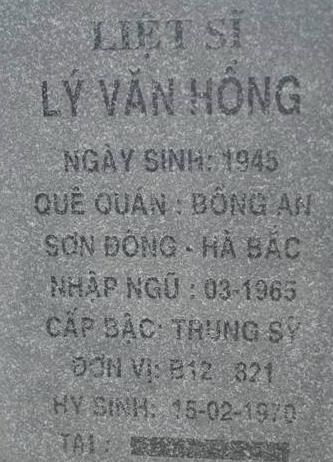 LIỆT SĨ
LÝ VĂN HỒNG
NGÀY SINH: 1945
QUÊ QUÁN : BỒNG AN
SƠN ĐÔNG - HÀ BẮC
NHẬP NGŨ : 03-1965
CẤP BẬC: TRUNG SỸ
ĐƠN VỊ: B12 821
HY SINH: 15-02-1970
TẠI :